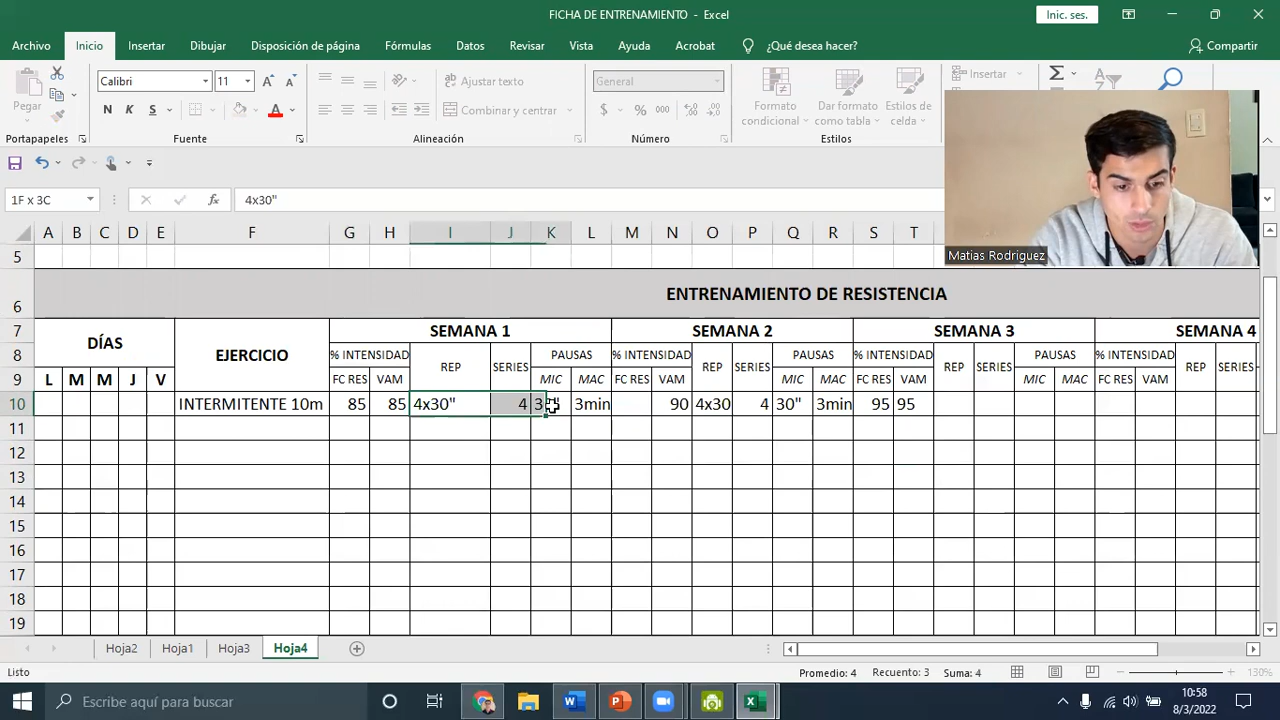 FICHA DE ENTRENAMIENTO - Excel
Inic. ses.
Archivo Inicio Insertar Dibujar Disposición de página Fórmulas Datos Revisar Vista Ayuda Acrobat ¿Qué desea hacer? Compartir
Pegar
Calibri 11
N K S
Ajustar texto
Combinar y centrar
General
$ % 000
Formato condicional
Dar formato como tabla
Estilos de celda
Insertar
Portapapeles Fuente Alineación Número Estilos
Matias Rodriguez
1F x 3C fx 4x30"
A B C D E F G H I J K L M N O P Q R S T
5
6 ENTRENAMIENTO DE RESISTENCIA
7 DÍAS EJERCICIO SEMANA 1 SEMANA 2 SEMANA 3 SEMANA 4
8 % INTENSIDAD REP SERIES PAUSAS % INTENSIDAD REP SERIES PAUSAS % INTENSIDAD REP SERIES PAUSAS % INTENSIDAD REP SERIES PAUSAS
9 L M M J V FC RES VAM MIC MAC FC RES VAM MIC MAC FC RES VAM MIC MAC FC RES VAM MIC
10 INTERMITENTE 10m 85 85 4x30" 4 3 3min 90 4x30 4 30" 3min 95 95
11
12
13
14
15
16
17
18
19
Hoja2 Hoja1 Hoja3 Hoja4
Listo Promedio: 4 Recuento: 3 Suma: 4 130%
Escribe aquí para buscar
10:58
8/3/2022